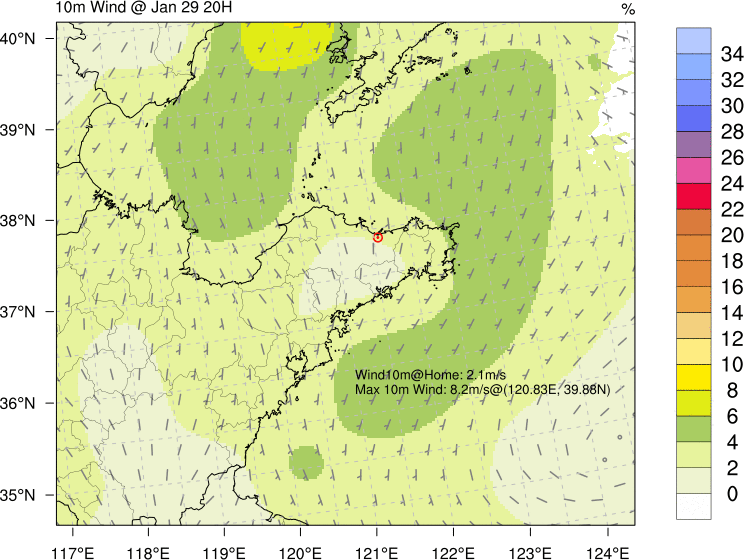 10m Wind @ Jan 29 20H
%
40°N
39°N
38°N
37°N
36°N
35°N
Wind10m@Home: 2.1m/s
Max 10m Wind: 8.2m/s@(120.83E, 39.88N)
117°E 118°E 119°E 120°E 121°E 122°E 123°E 124°E
34
32
30
28
26
24
22
20
18
16
14
12
10
8
6
4
2
0